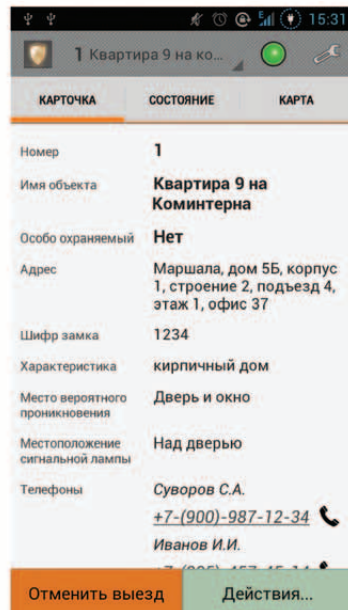 15:31
1 Квартира 9 на ко...
КАРТОЧКА СОСТОЯНИЕ КАРТА
Номер 1
Имя объекта Квартира 9 на
Коминтерна
Особо охраняемый Нет
Адрес Маршала, дом 5Б, корпус
1, строение 2, подъезд 4,
этаж 1, офис 37
Шифр замка 1234
Характеристика кирпичный дом
Место вероятного Дверь и окно
проникновения
Местоположение Над дверью
сигнальной лампы
Телефоны Суворов С.А.
+7-(900)-987-12-34
Иванов И.И.
Отменить выезд Действия...